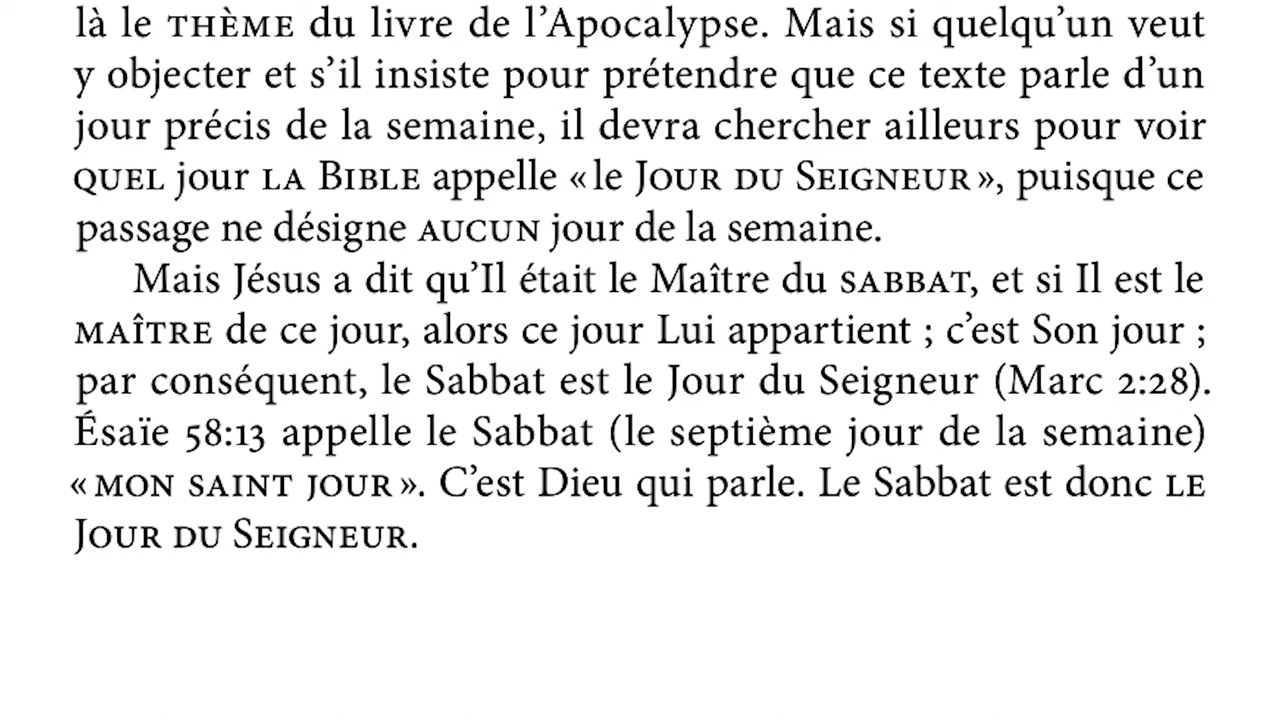 là le THÈME du livre de l’Apocalypse. Mais si quelqu’un veut
y objecter et s’il insiste pour prétendre que ce texte parle d’un
jour précis de la semaine, il devra chercher ailleurs pour voir
QUEL jour LA BIBLE appelle « le JOUR DU SEIGNEUR », puisque ce
passage ne désigne AUCUN jour de la semaine.
Mais Jésus a dit qu’Il était le Maître du SABBAT, et si Il est le
MAÎTRE de ce jour, alors ce jour Lui appartient ; c’est Son jour ;
par conséquent, le Sabbat est le Jour du Seigneur (Marc 2:28).
Ésaïe 58:13 appelle le Sabbat (le septième jour de la semaine)
« MON SAINT JOUR ». C’est Dieu qui parle. Le Sabbat est donc LE
JOUR DU SEIGNEUR.